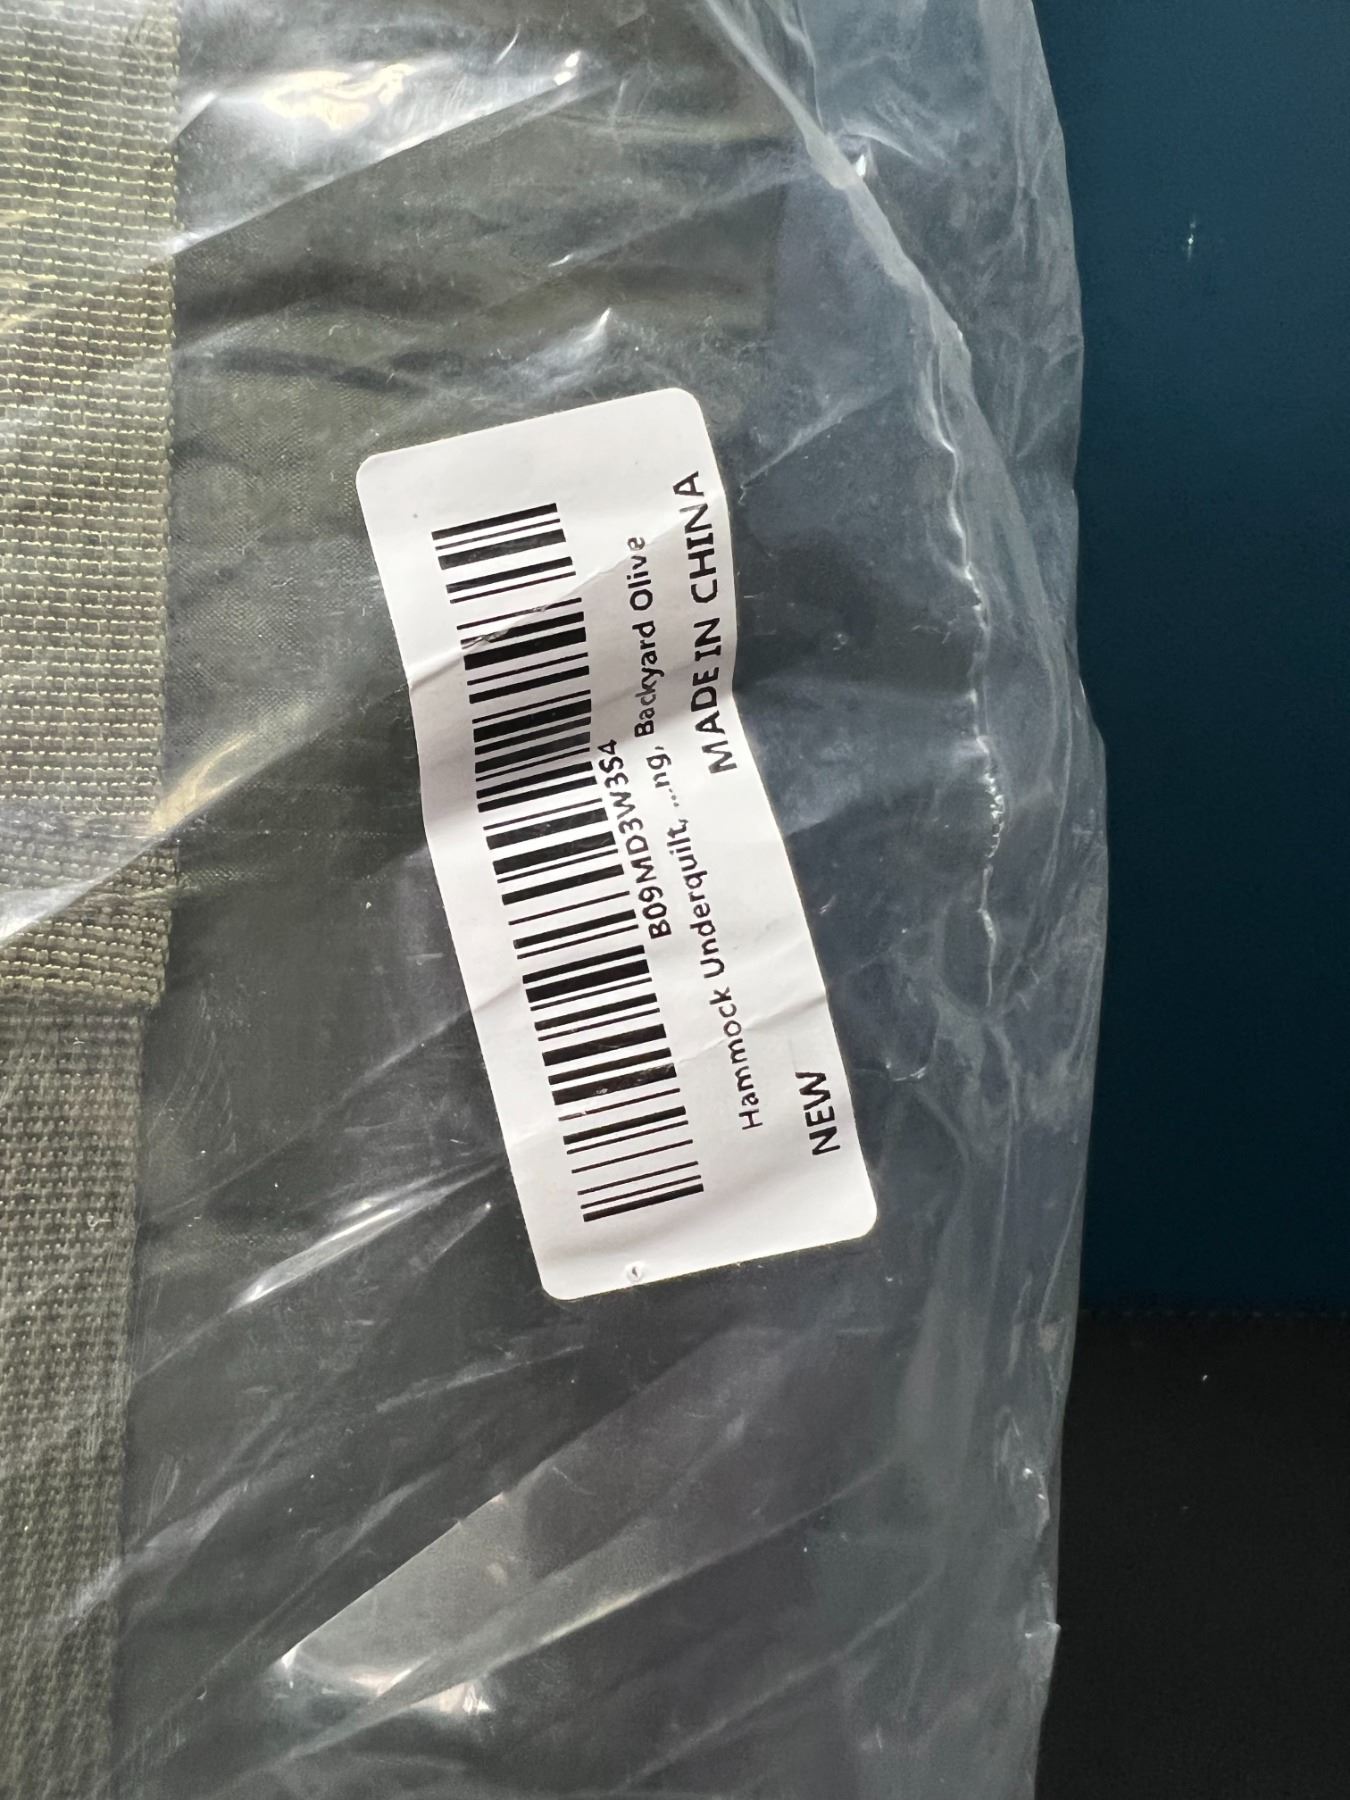 B09MD3W3S4
Hammock Underquilt, ...ng, Backyard Olive
NEW MADE IN CHINA